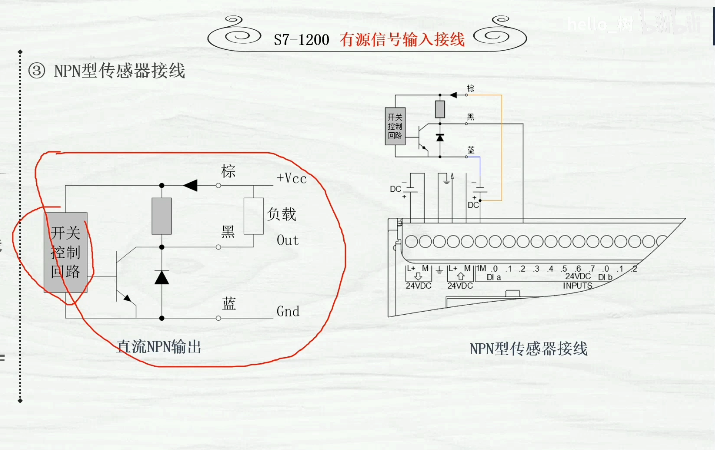 S7-1200 有源信号输入接线
③ NPN型传感器接线
棕
+Vcc
负载
开关
控制
回路
黑
Out
蓝
Gnd
直流NPN输出
棕
开关
控制
回路
黑
蓝
DC
DC
L+ M L+ M 1M .0 .1 .2 .3 .4 .5 .6 .7 .0 .1 .2
24VDC 24VDC DI a 24VDC DI b
INPUTS
NPN型传感器接线